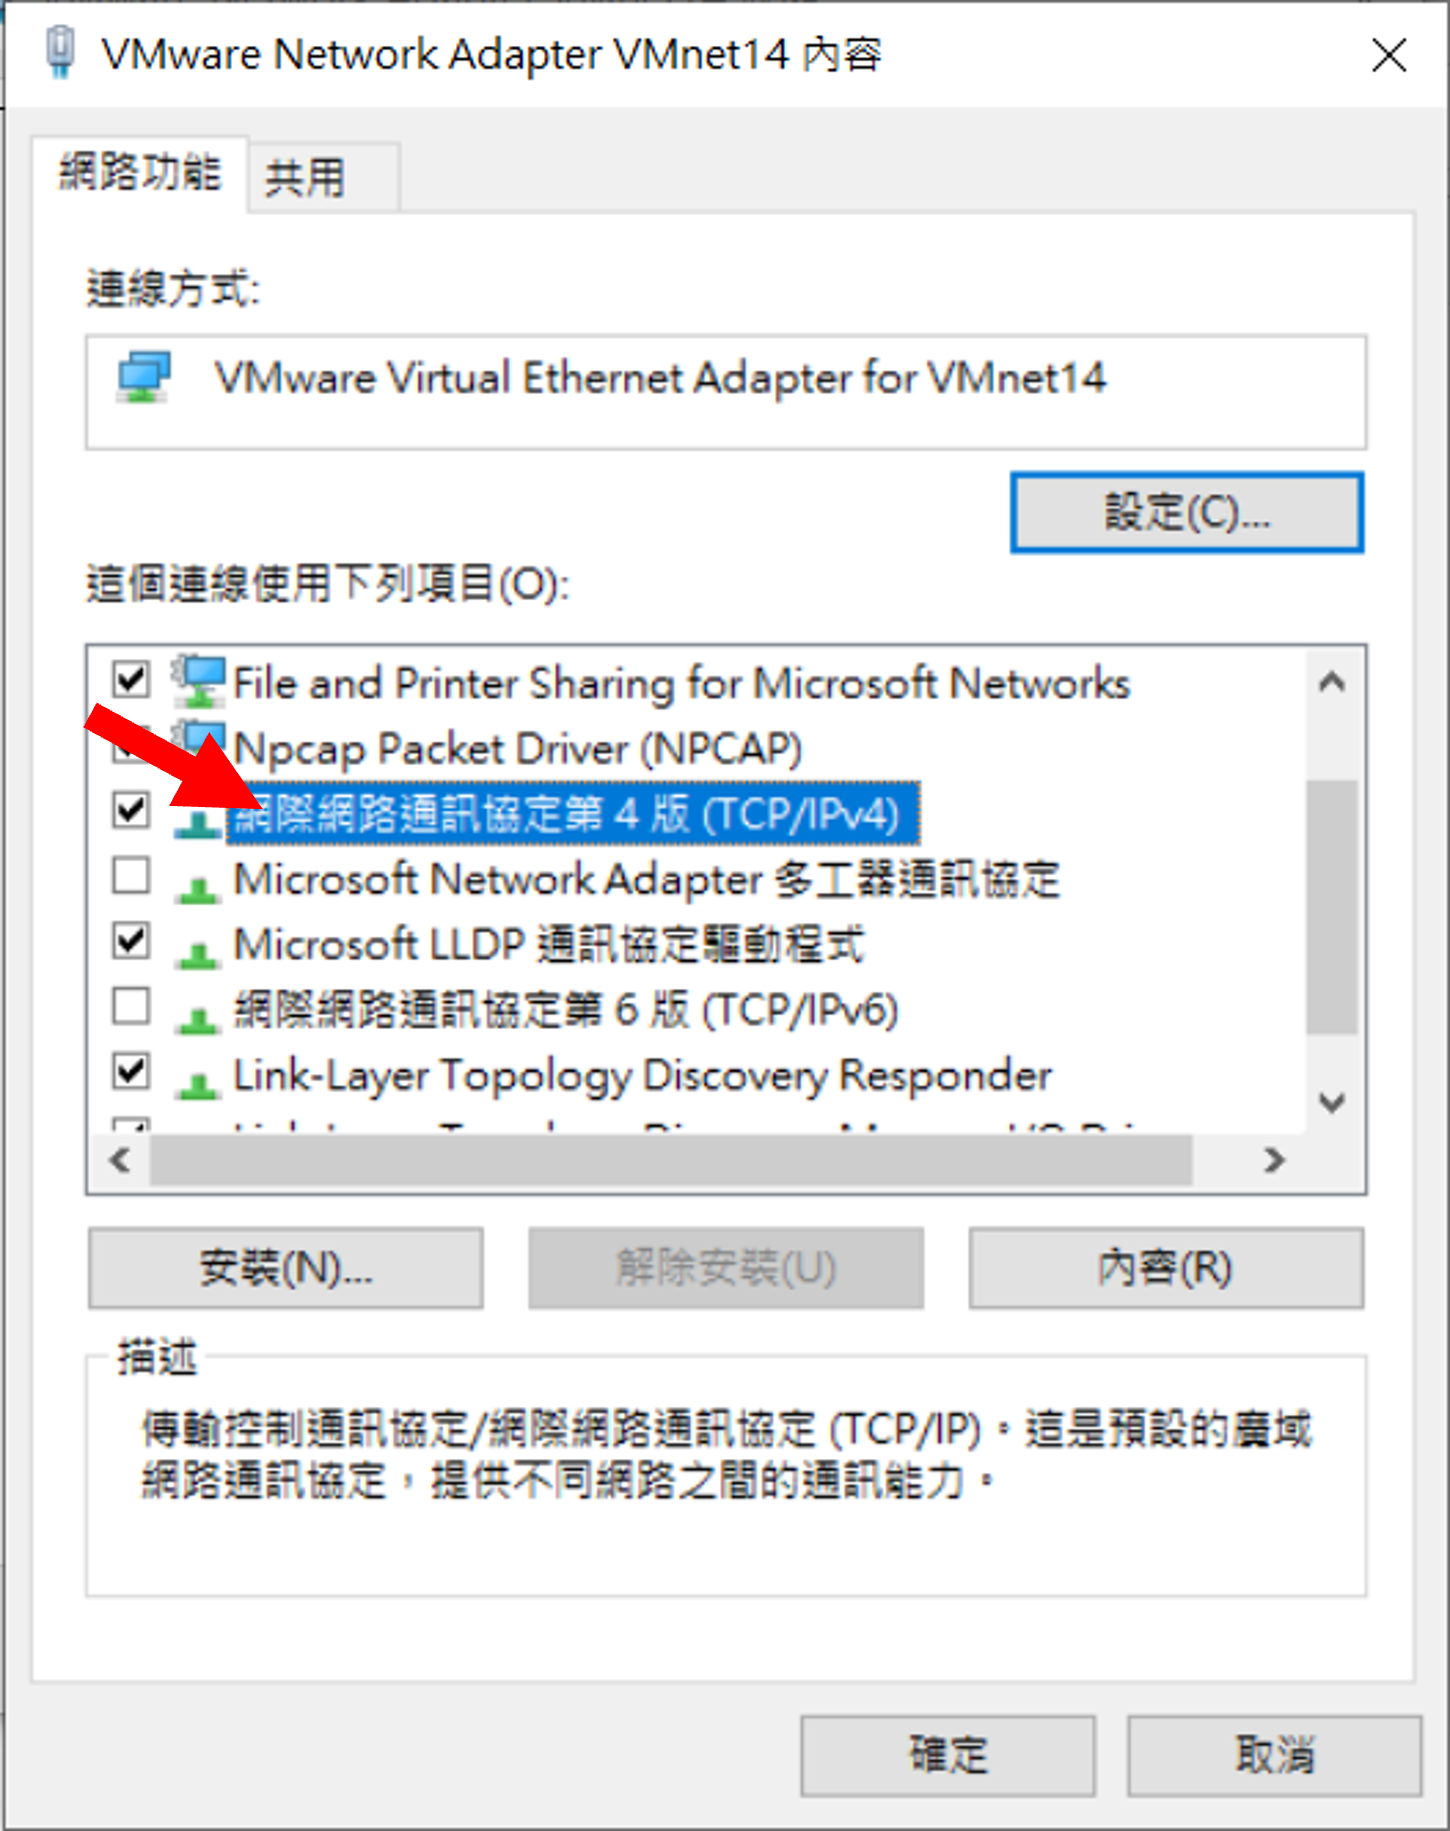 VMware Network Adapter VMnet14 內容
網路功能
共用
連線方式:
VMware Virtual Ethernet Adapter for VMnet14
設定(C)...
這個連線使用下列項目(O):
File and Printer Sharing for Microsoft Networks
Npcap Packet Driver (NPCAP)
網際網路通訊協定第 4 版 (TCP/IPv4)
Microsoft Network Adapter 多工器通訊協定
Microsoft LLDP 通訊協定驅動程式
網際網路通訊協定第 6 版 (TCP/IPv6)
Link-Layer Topology Discovery Responder
安裝(N)...
解除安裝(U)
內容(R)
描述
傳輸控制通訊協定/網際網路通訊協定 (TCP/IP)。這是預設的廣域
網路通訊協定，提供不同網路之間的通訊能力。
確定
取消